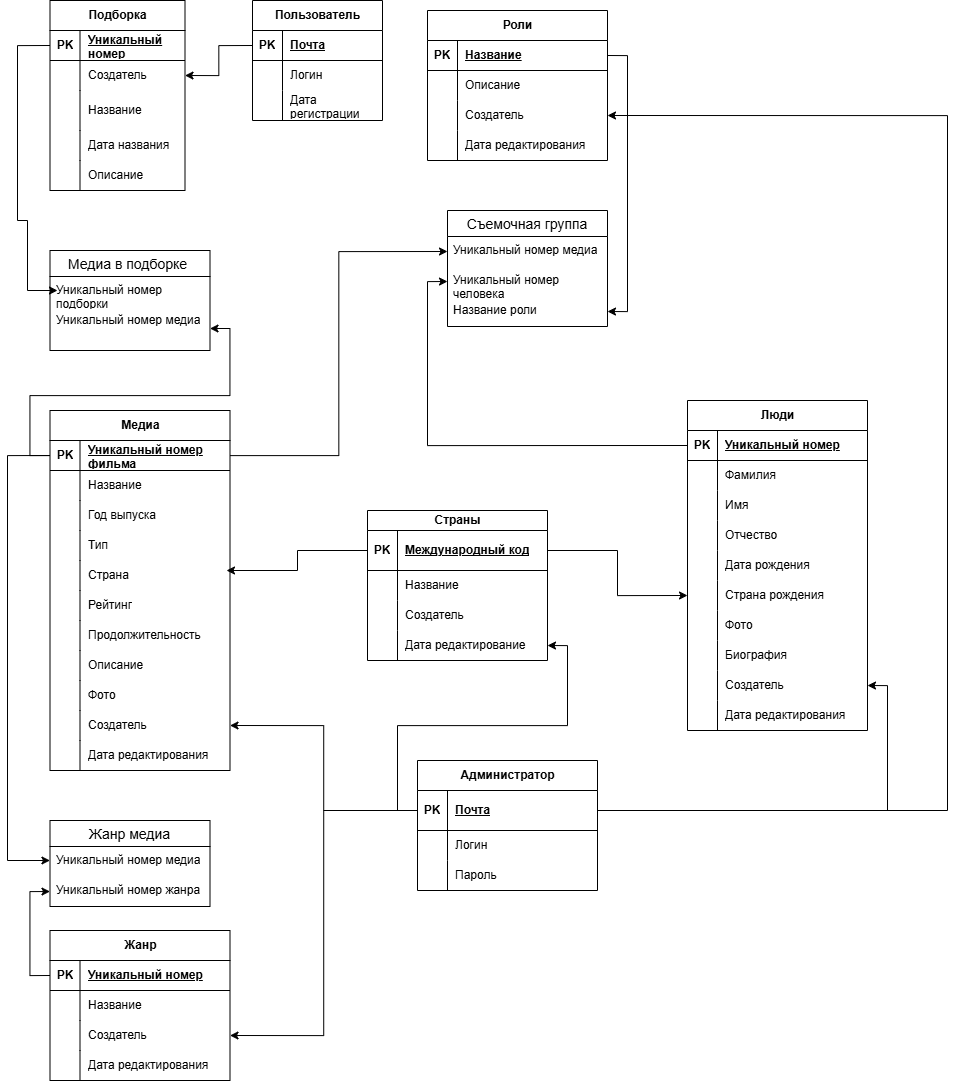 Подборка
PK Уникальный
номер
Создатель
Название
Дата названия
Описание
Пользователь
PK Почта
Логин
Дата
регистрации
Роли
PK Название
Описание
Создатель
Дата редактирования
Съемочная группа
Уникальный номер медиа
Уникальный номер
человека
Название роли
Медиа в подборке
Уникальный номер
подборки
Уникальный номер медиа
Медиа
PK Уникальный номер
фильма
Название
Год выпуска
Тип
Страна
Рейтинг
Продолжительность
Описание
Фото
Создатель
Дата редактирования
Страны
PK Международный код
Название
Создатель
Дата редактирование
Люди
PK Уникальный номер
Фамилия
Имя
Отчество
Дата рождения
Страна рождения
Фото
Биография
Создатель
Дата редактирования
Администратор
PK Почта
Логин
Пароль
Жанр медиа
Уникальный номер медиа
Уникальный номер жанра
Жанр
PK Уникальный номер
Название
Создатель
Дата редактирования